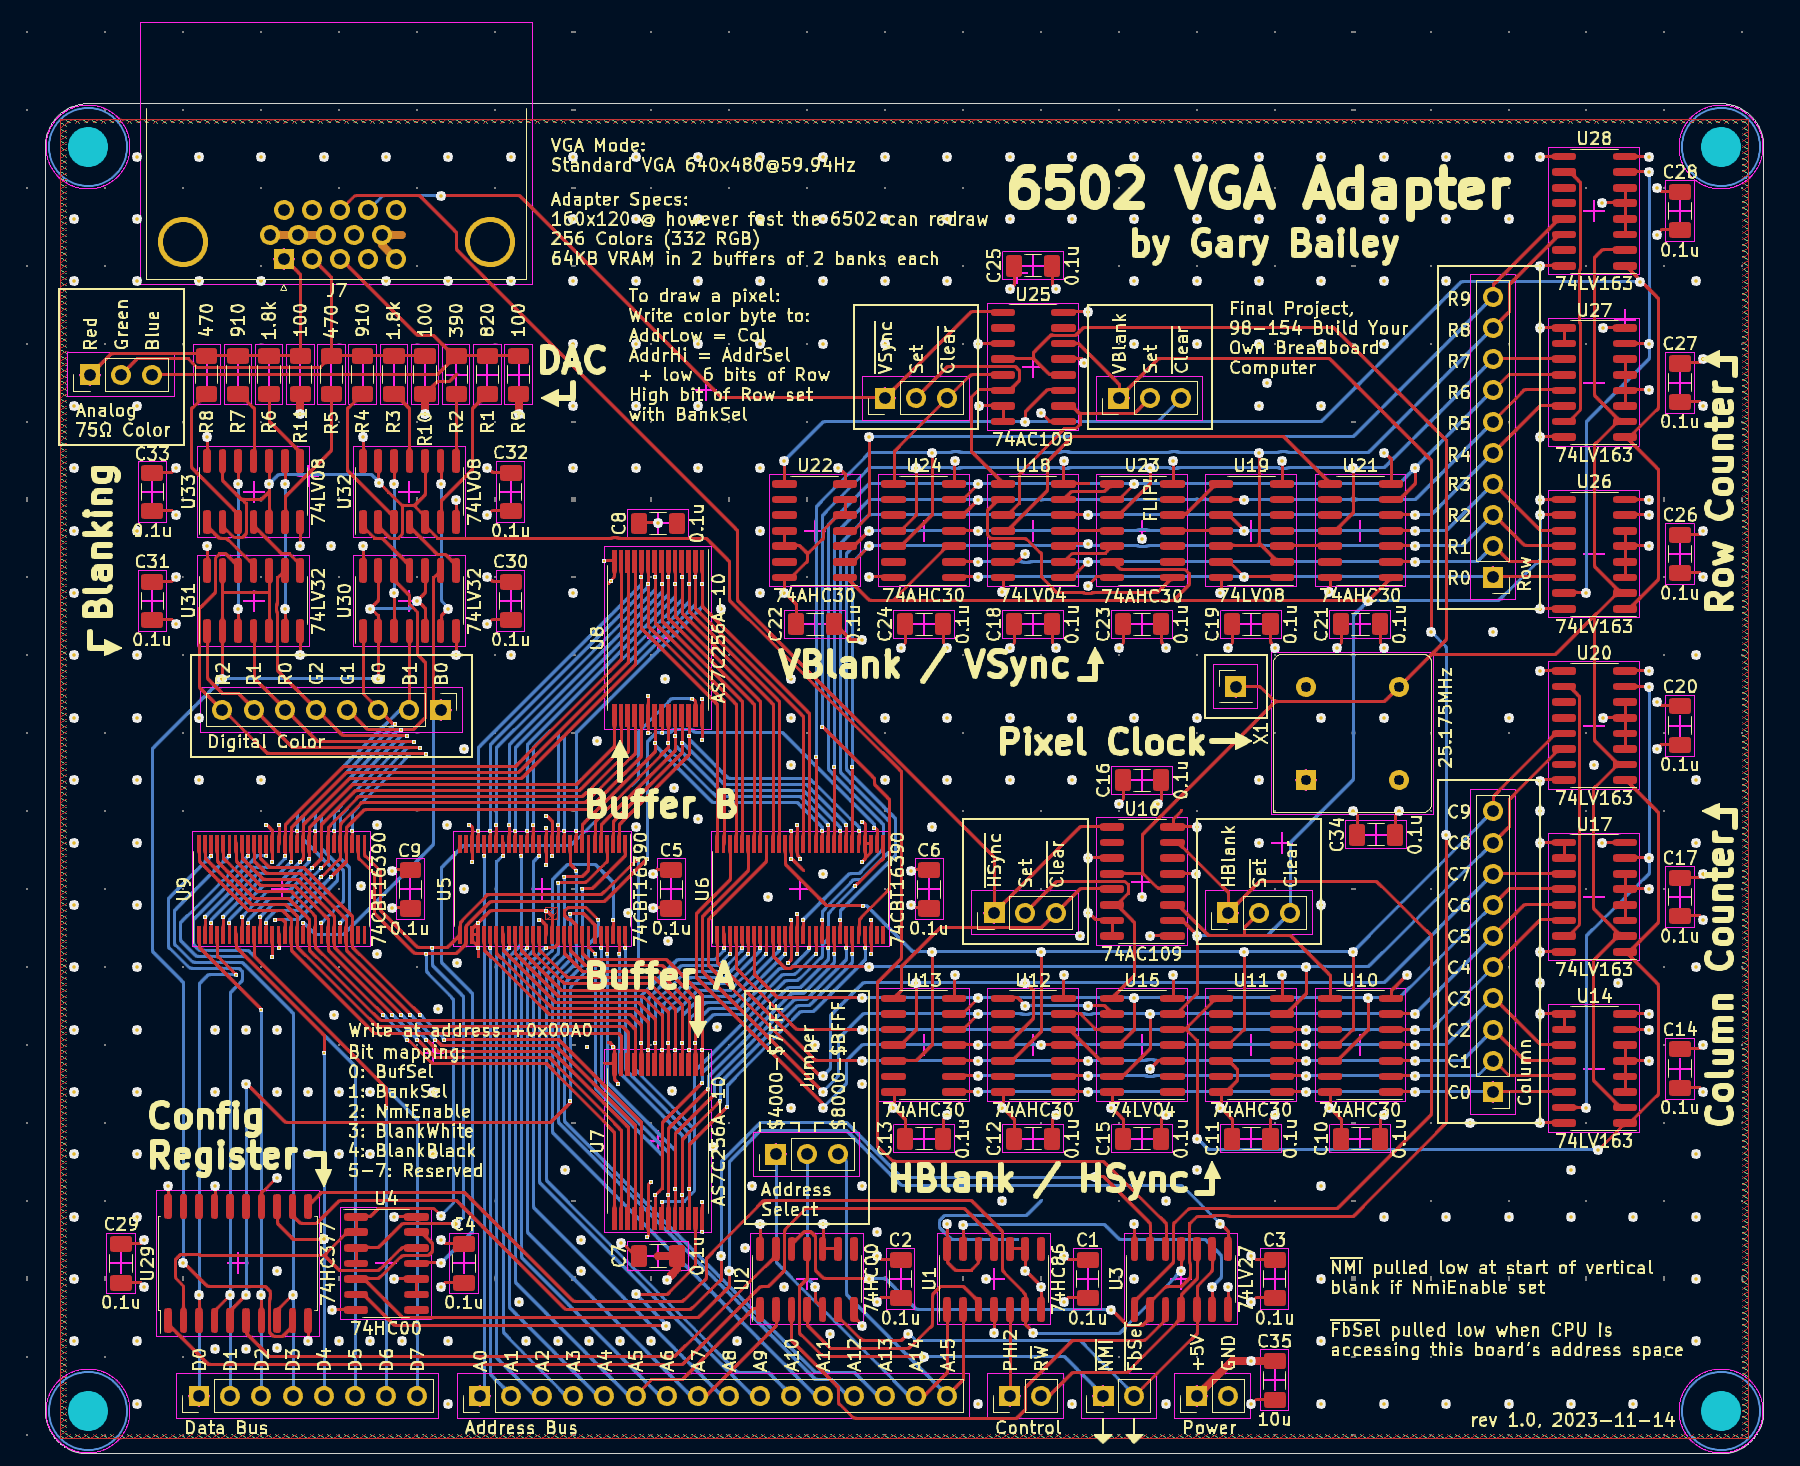 VGA Mode:
Standard VGA 640x480@59.94Hz
Adapter Specs:
160x120 @ however fast the 6502 can redraw
256 Colors (332 RGB)
64KB VRAM in 2 buffers of 2 banks each
To draw a pixel:
Write color byte to:
AddrLow = Col
AddrHi = AddrSel
+ low 6 bits of Row
High bit of Row set
with BankSel
6502 VGA Adapter
by Gary Bailey
Final Project,
98-154 Build Your
Own Breadboard
Computer
J7
Red
Green
Blue
Analog
75Ω Color
470
910
1.8k
100
470
910
1.8k
100
390
820
100
R8
R7
R6
R11
R5
R4
R3
R10
R2
R1
R9
DAC
C25
0.1u
U25
74AC109
VSync
Set
Clear
VBlank
Set
Clear
U28
74LV163
C28
0.1u
U27
74LV163
C27
0.1u
U26
74LV163
C26
0.1u
Row Counter
R9
R8
R7
R6
R5
R4
R3
R2
R1
R0
Row
Blanking
C33
0.1u
U33
74LV08
U32
74LV08
C32
0.1u
C31
0.1u
U31
74LV32
U30
74LV32
C30
0.1u
R2
R1
R0
G2
G1
G0
B1
B0
Digital Color
C8
0.1u
U8
AS7C256A-10
U22
74AHC30
U24
74AHC30
U18
74LV04
U23
74AHC30
U19
74LV08
U21
74AHC30
C22
0.1u
C24
0.1u
C18
0.1u
C23
0.1u
C19
0.1u
C21
0.1u
VBlank / VSync
Pixel Clock
X1
25.175MHz
U20
74LV163
C20
0.1u
Buffer B
C16
0.1u
U16
74AC109
C34
0.1u
HSync
Set
Clear
HBlank
Set
Clear
U17
74LV163
C17
0.1u
U14
74LV163
C14
0.1u
Column Counter
C9
C8
C7
C6
C5
C4
C3
C2
C1
C0
Column
U9
74CBT16390
C9
0.1u
U5
74CBT16390
C5
0.1u
U6
74CBT16390
C6
0.1u
Buffer A
U7
AS7C256A-10
C7
0.1u
U13
74AHC30
U12
74AHC30
U15
74LV04
U11
74AHC30
U10
74AHC30
C13
0.1u
C12
0.1u
C15
0.1u
C11
0.1u
C10
0.1u
HBlank / HSync
$4000-$7FFF
Jumper
$8000-$BFFF
Address
Select
Write at address +0x00A0
Bit mapping:
0: BufSel
1: BankSel
2: NmiEnable
3: BlankWhite
4: BlankBlack
5-7: Reserved
Config
Register
C29
0.1u
U29
74HC377
U4
74HC00
C4
0.1u
U2
74HC00
C2
0.1u
U1
74HC86
C1
0.1u
U3
74LV27
C3
0.1u
C35
10u
NMI pulled low at start of vertical
blank if NmiEnable set
FbSel pulled low when CPU is
accessing this board's address space
D0
D1
D2
D3
D4
D5
D6
D7
A0
A1
A2
A3
A4
A5
A6
A7
A8
A9
A10
A11
A12
A13
A14
A15
PHI2
RW
NMI
FbSel
+5V
GND
Data Bus
Address Bus
Control
Power
rev 1.0, 2023-11-14